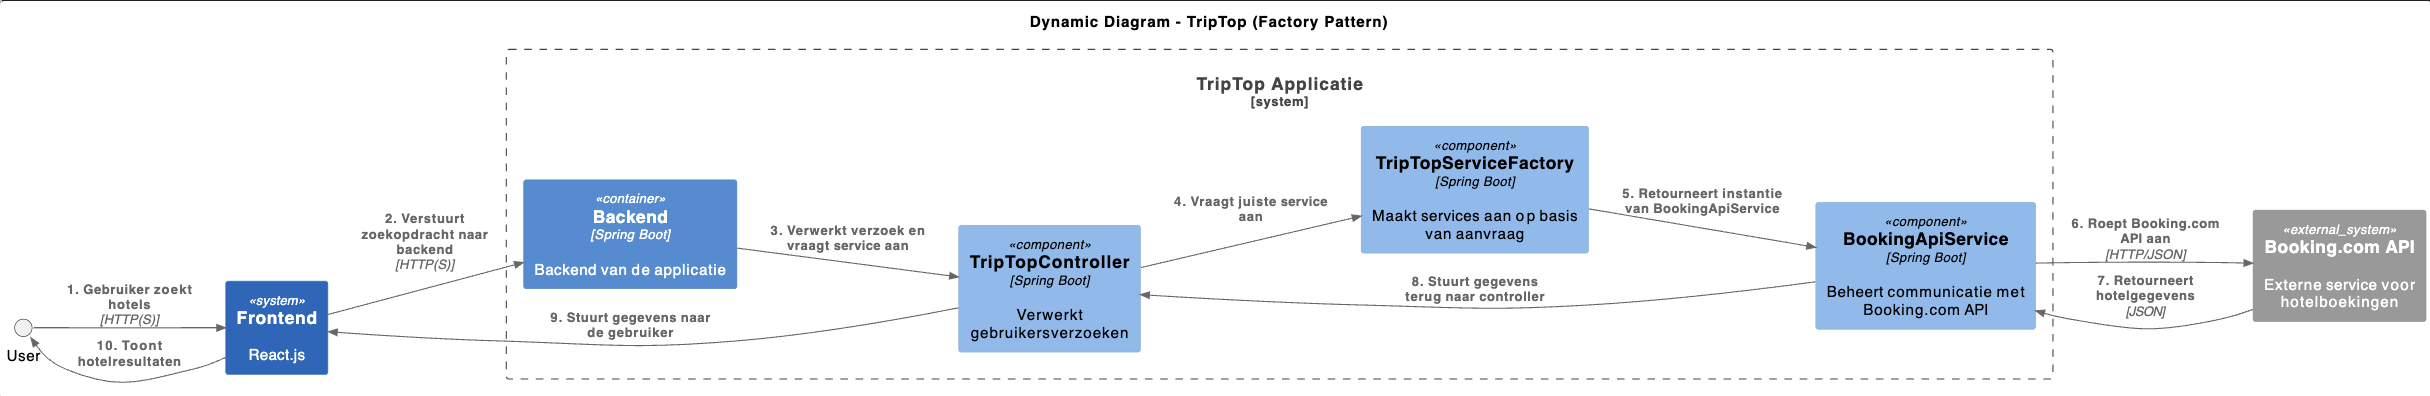 Dynamic Diagram - TripTop (Factory Pattern)
TripTop Applicatie
[system]
1. Gebruiker zoekt
hotels
[HTTP(S)]
User
10. Toont
hotelresultaten
«system»
Frontend
React.js
2. Verstuurt
zoekopdracht naar
backend
[HTTP(S)]
«container»
Backend
[Spring Boot]
Backend van de applicatie
3. Verwerkt verzoek en
vraagt service aan
9. Stuurt gegevens naar
de gebruiker
«component»
TripTopController
[Spring Boot]
Verwerkt
gebruikersverzoeken
4. Vraagt juiste service
aan
«component»
TripTopServiceFactory
[Spring Boot]
Maakt services aan op basis
van aanvraag
5. Retourneert instantie
van BookingApiService
8. Stuurt gegevens
terug naar controller
«component»
BookingApiService
[Spring Boot]
Beheert communicatie met
Booking.com API
6. Roept Booking.com
API aan
[HTTP/JSON]
7. Retourneert
hotelgegevens
[JSON]
«external_system»
Booking.com API
Externe service voor
hotelboekingen